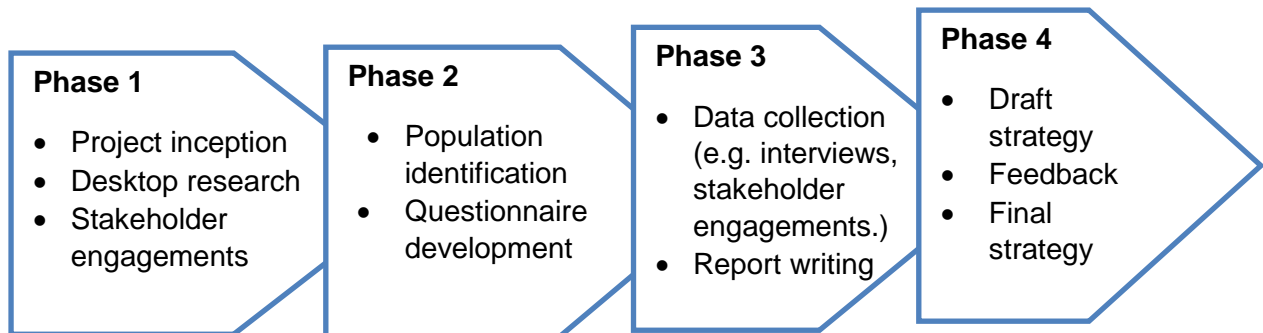 Phase 1
• Project inception
• Desktop research
• Stakeholder
engagements
Phase 2
• Population
identification
• Questionnaire
development
Phase 3
• Data collection
(e.g. interviews,
stakeholder
engagements.)
• Report writing
Phase 4
• Draft
strategy
• Feedback
• Final
strategy